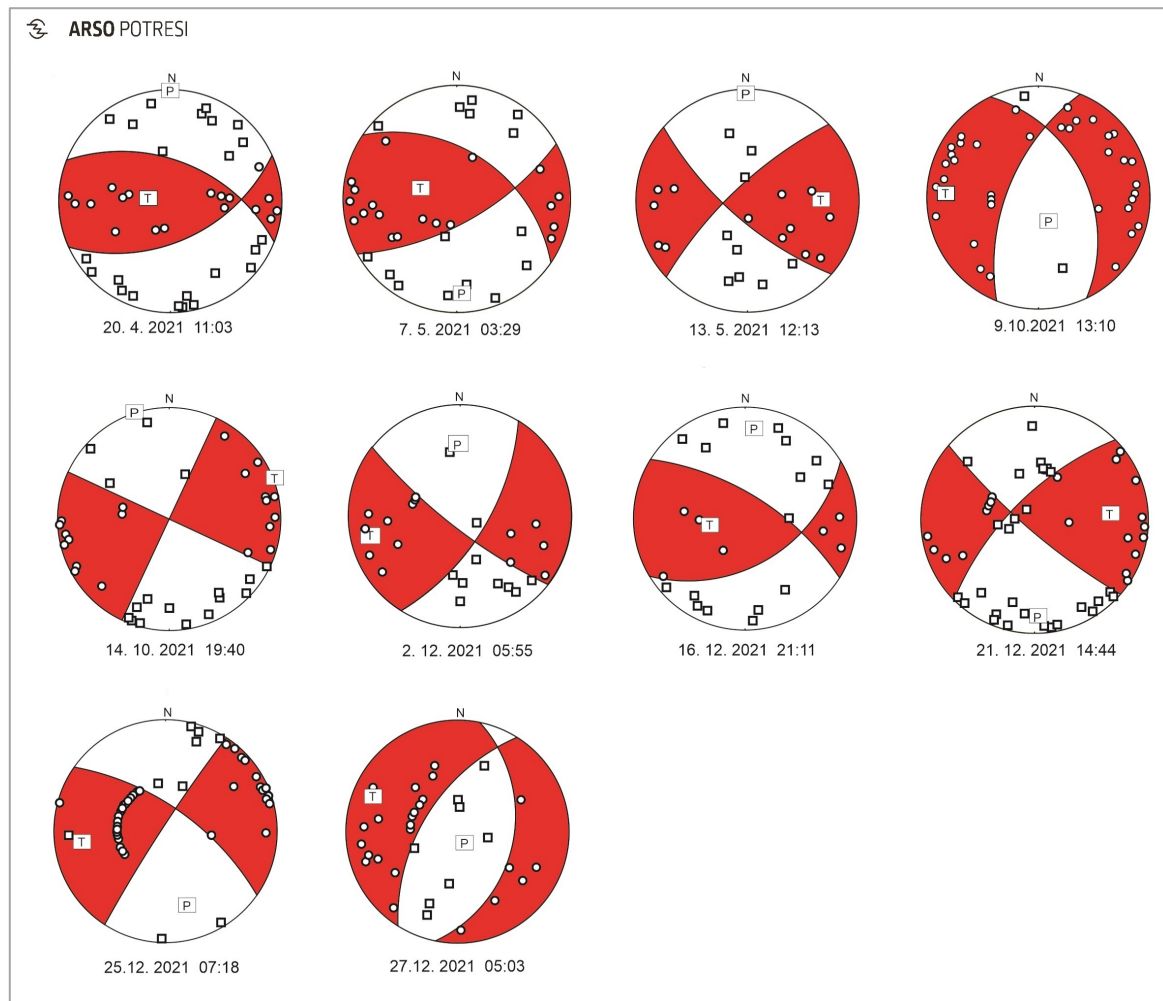 ARSO POTRESI
N N N N
P P P
T T T T P
P
20. 4. 2021 11:03 7. 5. 2021 03:29 13. 5. 2021 12:13 9.10.2021 13:10
N N N N
P P P
T T T T
P
14. 10. 2021 19:40 2. 12. 2021 05:55 16. 12. 2021 21:11 21. 12. 2021 14:44
N N
T T P
P
25.12. 2021 07:18 27.12. 2021 05:03